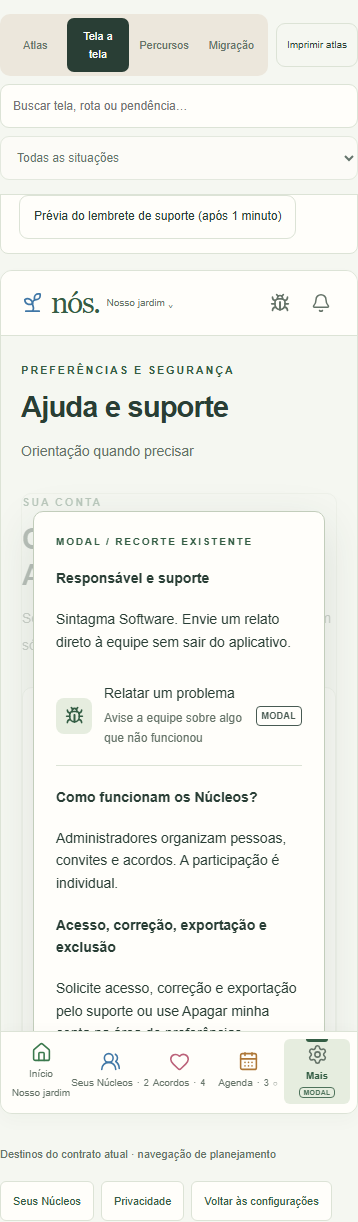 Atlas
Tela a
tela
Percursos
Migração
Imprimir atlas
Buscar tela, rota ou pendência…
Todas as situações
Prévia do lembrete de suporte (após 1 minuto)
nós.
Nosso jardim
PREFERÊNCIAS E SEGURANÇA
Ajuda e suporte
Orientação quando precisar
SUA CONTA
MODAL / RECORTE EXISTENTE
Responsável e suporte
Sintagma Software. Envie um relato
direto à equipe sem sair do aplicativo.
Relatar um problema
Avise a equipe sobre algo
que não funcionou
MODAL
Como funcionam os Núcleos?
Administradores organizam pessoas,
convites e acordos. A participação é
individual.
Acesso, correção, exportação e
exclusão
Solicite acesso, correção e exportação
pelo suporte ou use Apagar minha
Início
Nosso jardim
Seus Núcleos · 2
Acordos · 4
Agenda · 3
Mais
MODAL
Destinos do contrato atual · navegação de planejamento
Seus Núcleos
Privacidade
Voltar às configurações